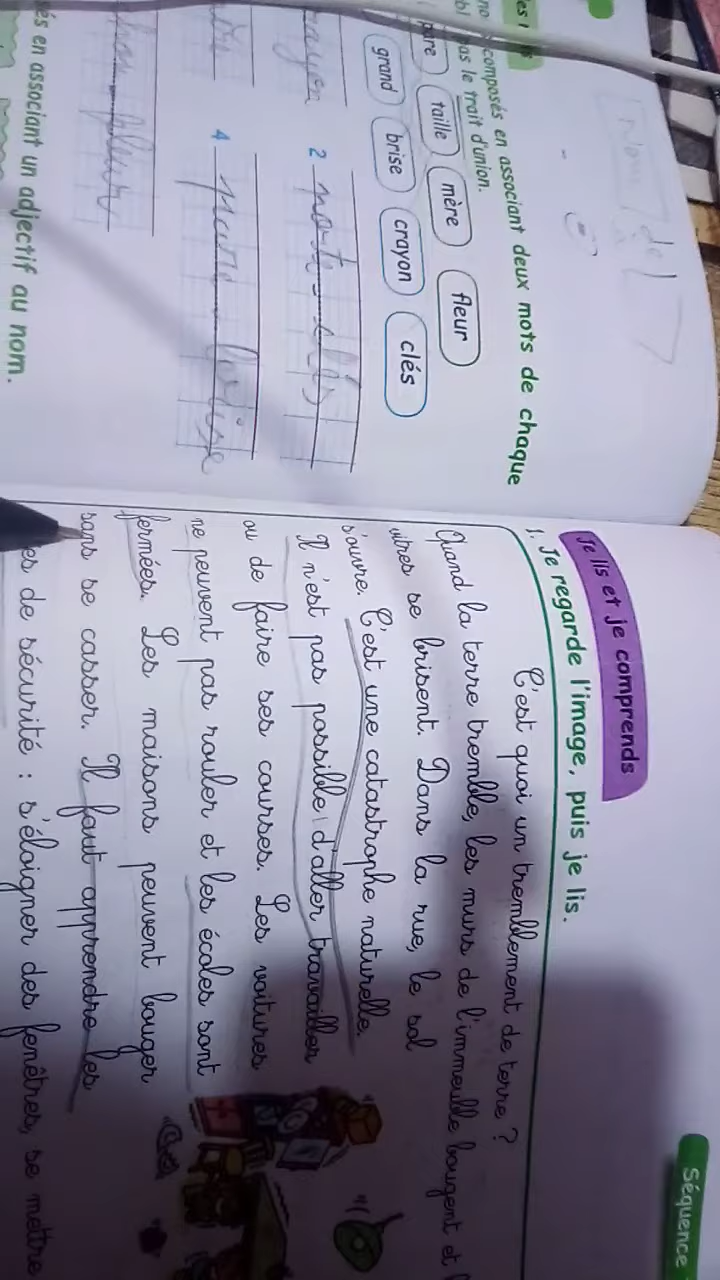 no composés en associant deux mots de chaque
pas le trait d'union.
taille mère fleur
grand brise crayon clés
2 porte-clés
4
és en associant un adjectif au nom.
Séquence
Je lis et je comprends
1. Je regarde l'image, puis je lis.
C'est quoi un tremblement de terre ?
Quand la terre tremble, les murs de l'immeuble bougent et
vitres se brisent. Dans la rue, le sol
s'ouvre. C'est une catastrophe naturelle.
Il n'est pas possible d'aller travailler
ou de faire ses courses. Les voitures
ne peuvent pas rouler et les écoles sont
fermées. Les maisons peuvent bouger
sans se casser. Il faut apprendre les
es de sécurité : s'éloigner des fenêtres, se mettre